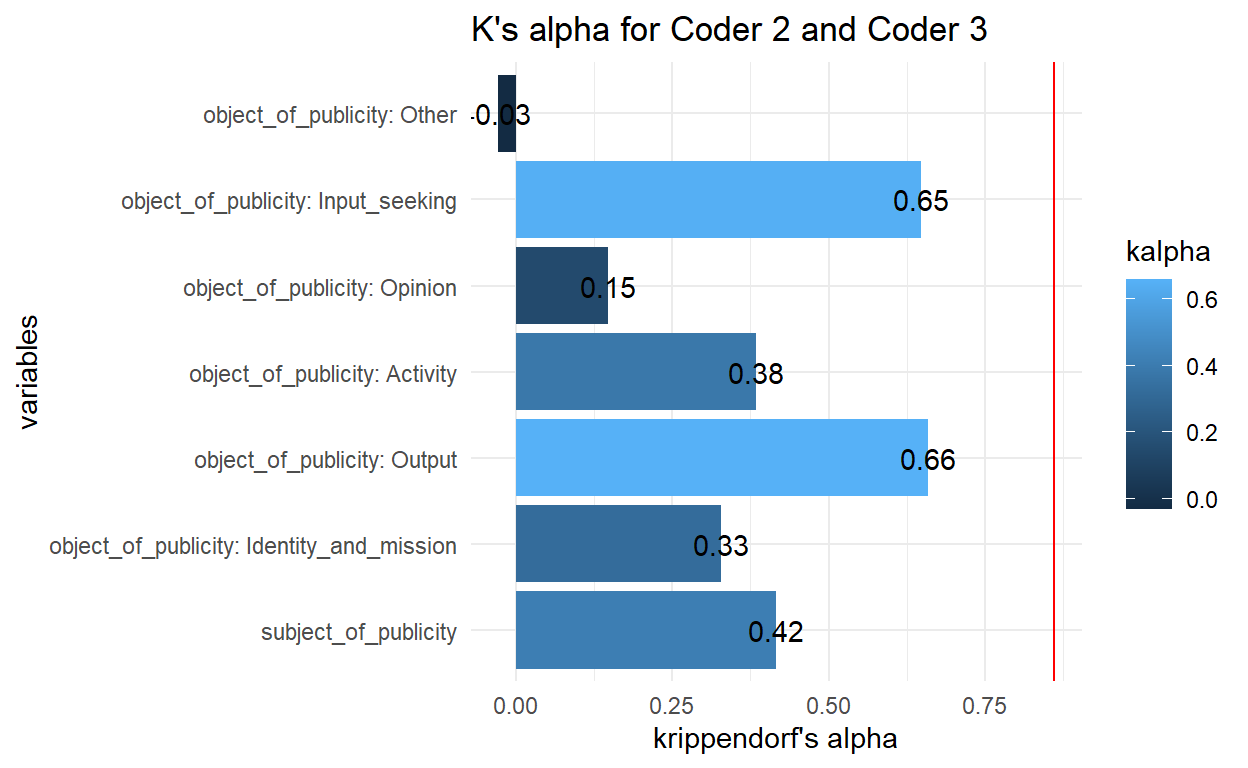 K's alpha for Coder 2 and Coder 3
variables
object_of_publicity: Other
-0.03
object_of_publicity: Input_seeking
0.65
object_of_publicity: Opinion
0.15
object_of_publicity: Activity
0.38
object_of_publicity: Output
0.66
object_of_publicity: Identity_and_mission
0.33
subject_of_publicity
0.42
0.00 0.25 0.50 0.75
krippendorf's alpha
kalpha
0.6
0.4
0.2
0.0